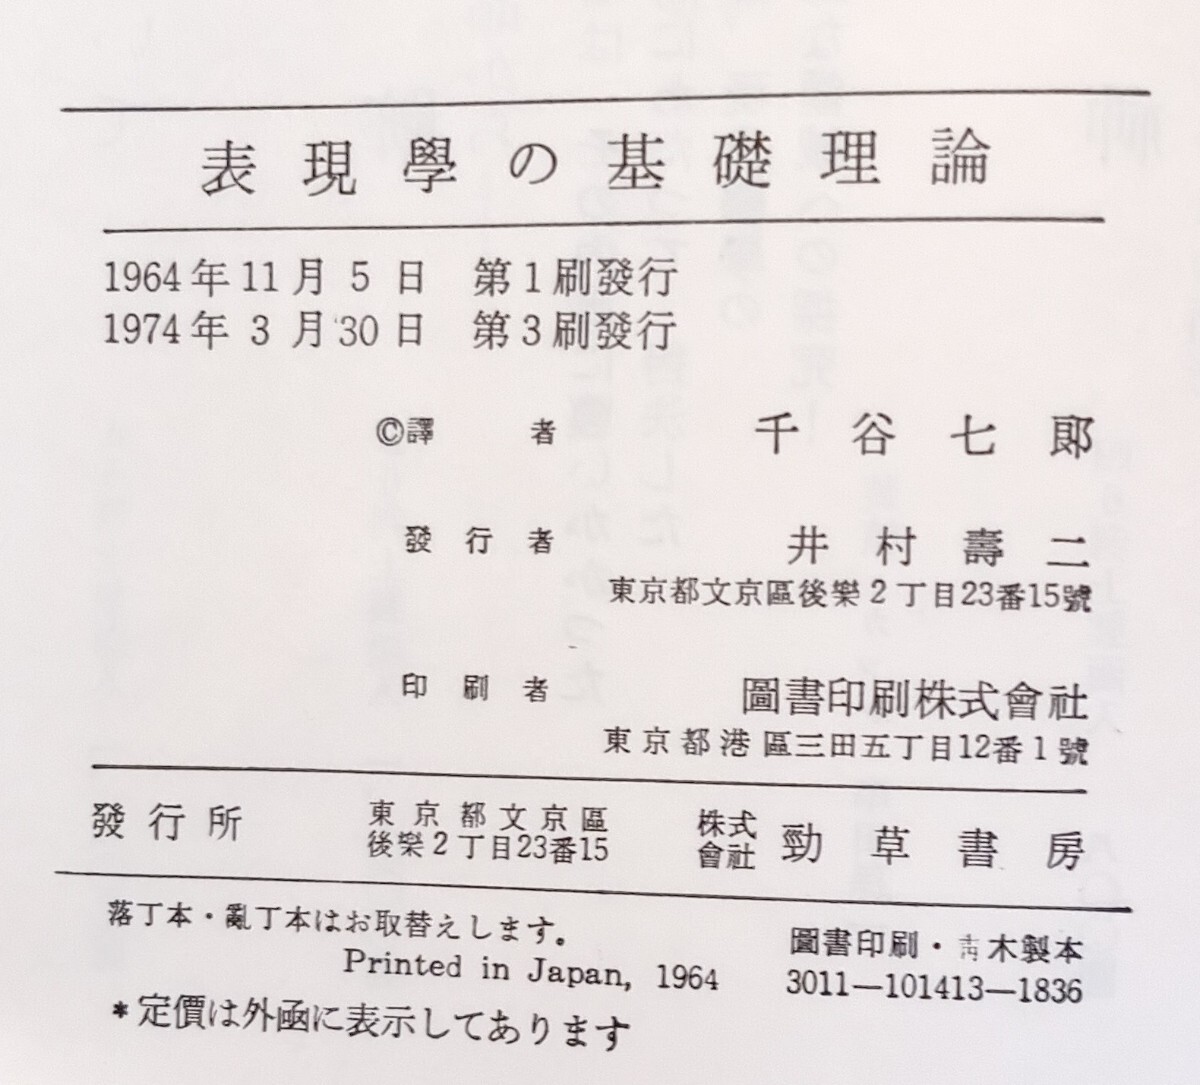 表現學の基礎理論
1964年11月5日 第1刷發行
1974年3月30日 第3刷發行
©譯者 千谷七郞
發行者 井村壽二
東京都文京區後樂2丁目23番15號
印刷者 圖書印刷株式會社
東京都港區三田五丁目12番1號
發行所 東京都文京區後樂2丁目23番15 株式會社 勁草書房
落丁本・亂丁本はお取替えします。 圖書印刷・靑木製本
Printed in Japan, 1964 3011―101413―1836
*定價は外函に表示してあります